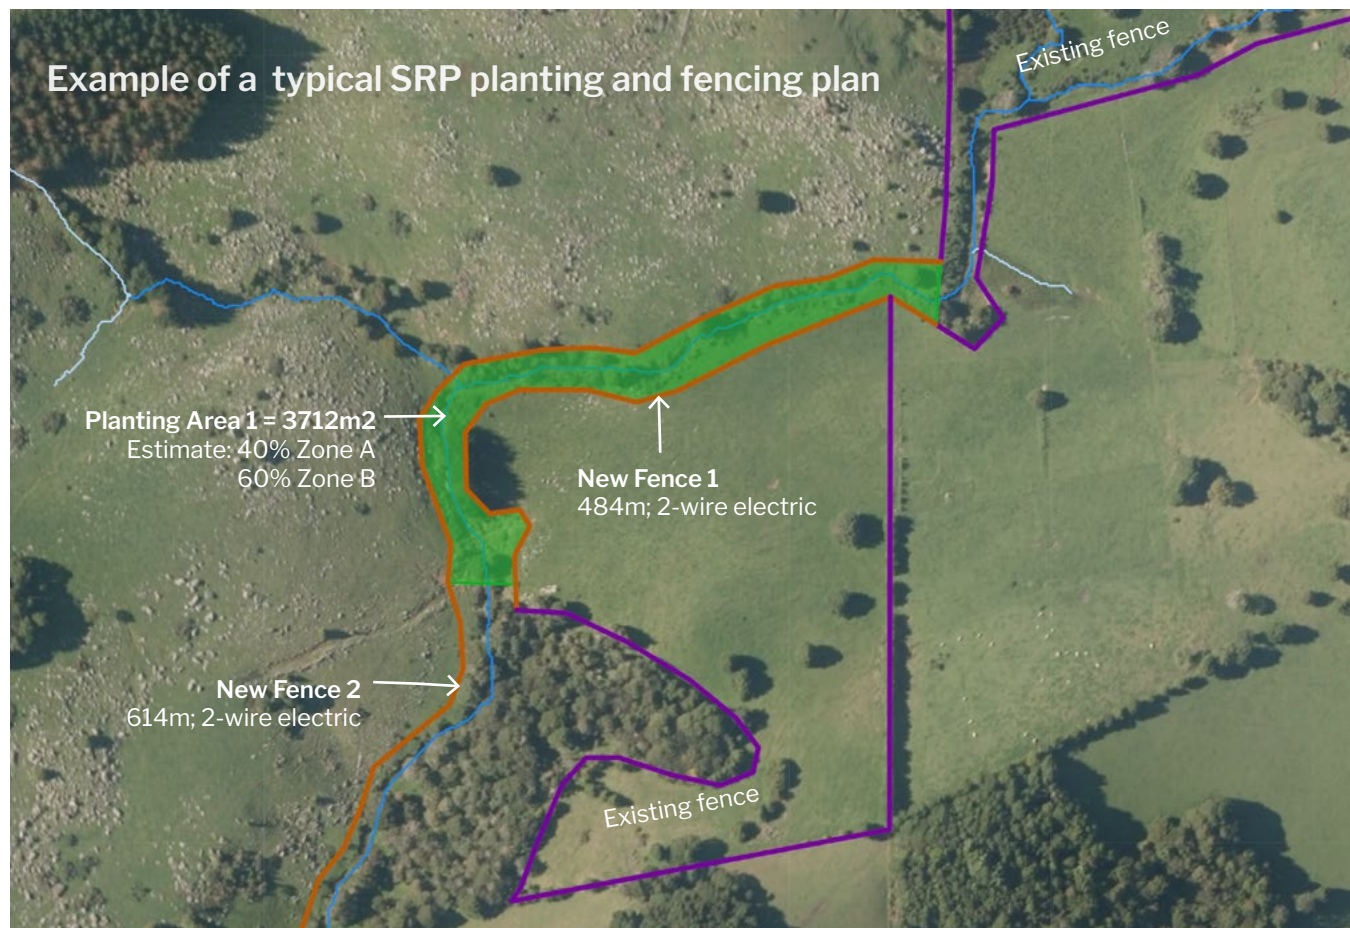 Existing fence
Example of a typical SRP planting and fencing plan
Planting Area 1 = 3712m2
Estimate: 40% Zone A
60% Zone B
New Fence 1
484m; 2-wire electric
New Fence 2
614m; 2-wire electric
Existing fence